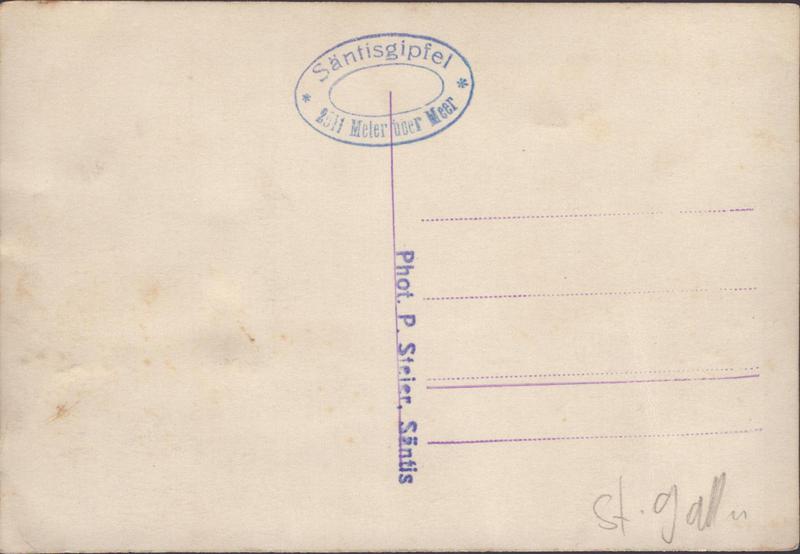 Säntisgipfel
* 2511 Meter über Meer *
Phot. P. Steier, Säntis
St. Gallen